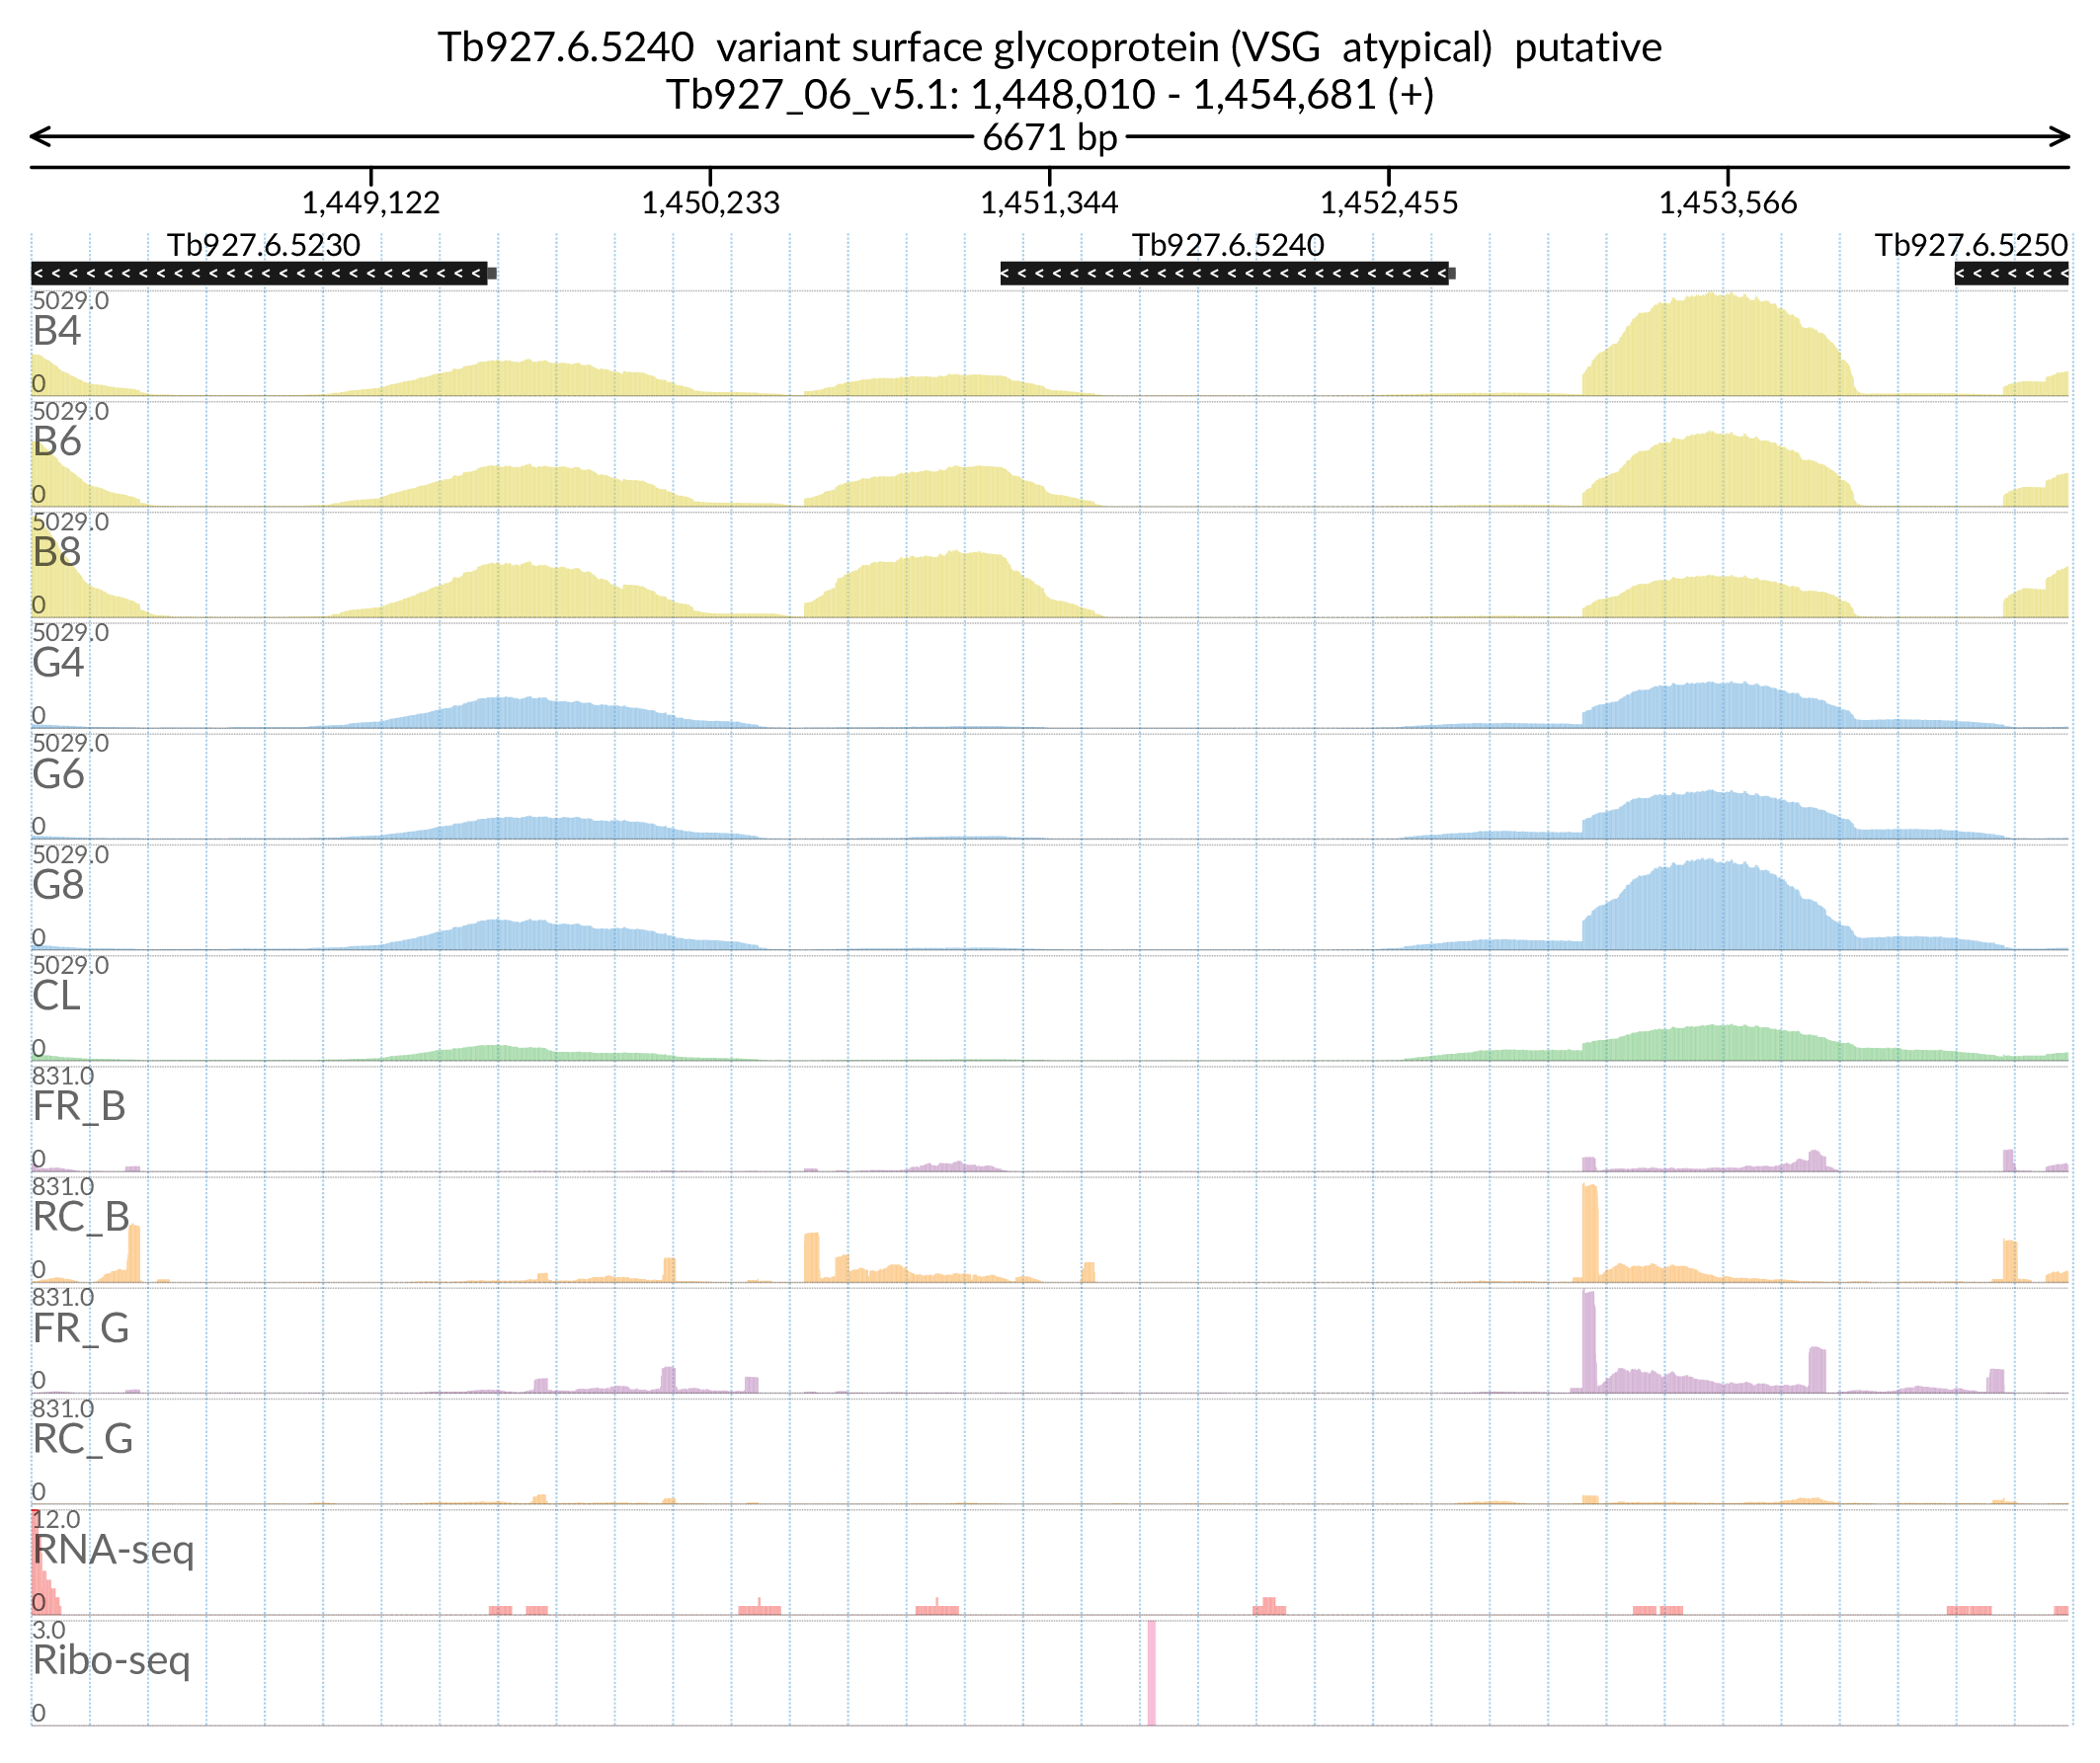 Tb927.6.5240  variant surface glycoprotein (VSG  atypical)  putative
Tb927_06_v5.1: 1,448,010 - 1,454,681 (+)
6671 bp
1,449,122 1,450,233 1,451,344 1,452,455 1,453,566
Tb927.6.5230 Tb927.6.5240 Tb927.6.5250
5029.0
B4
0
5029.0
B6
0
5029.0
B8
0
5029.0
G4
0
5029.0
G6
0
5029.0
G8
0
5029.0
CL
0
831.0
FR_B
0
831.0
RC_B
0
831.0
FR_G
0
831.0
RC_G
0
12.0
RNA-seq
0
3.0
Ribo-seq
0